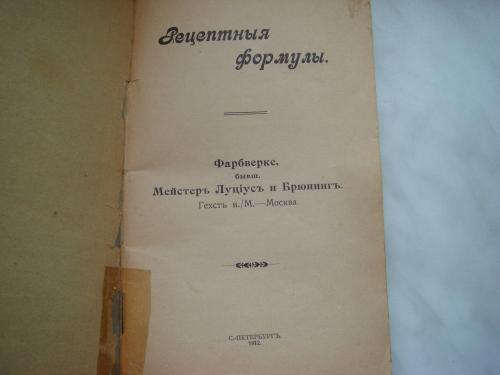 Рецептныя
формулы.
Фарбверке,
бывш.
Мейстеръ Луціусъ и Брюнингъ.
Гехстъ н./М.—Москва.
С.-ПЕТЕРБУРГЪ.
1912.